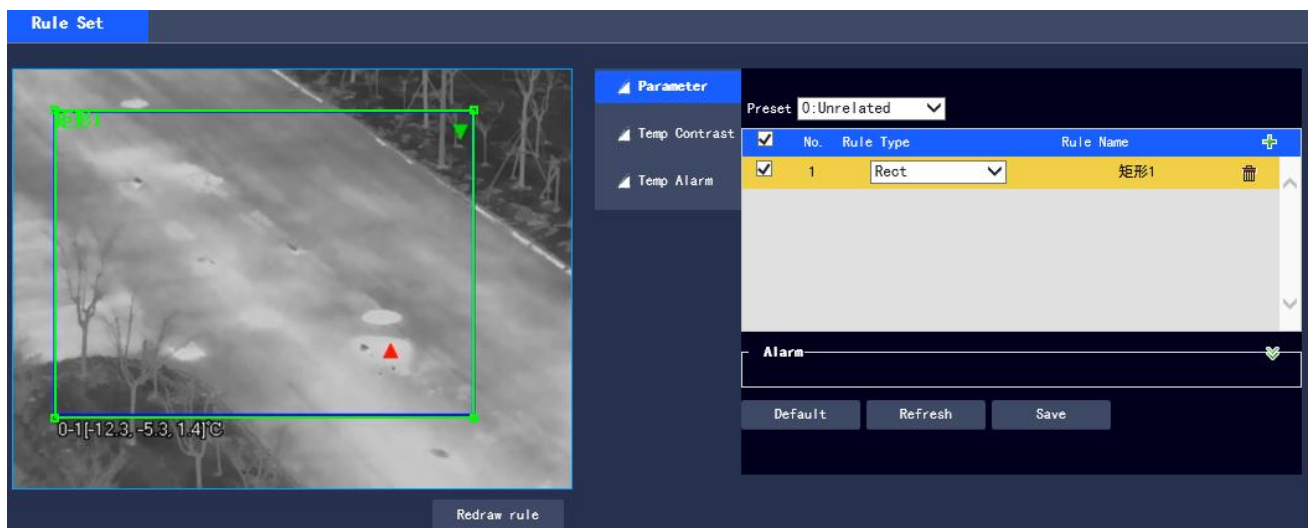 Rule Set
矩形1
0-1[-12.3, -5.3, 1.4]℃
Redraw rule
Parameter
Temp Contrast
Temp Alarm
Preset 0:Unrelated
No. Rule Type Rule Name
1 Rect 矩形1
Alarm
Default Refresh Save